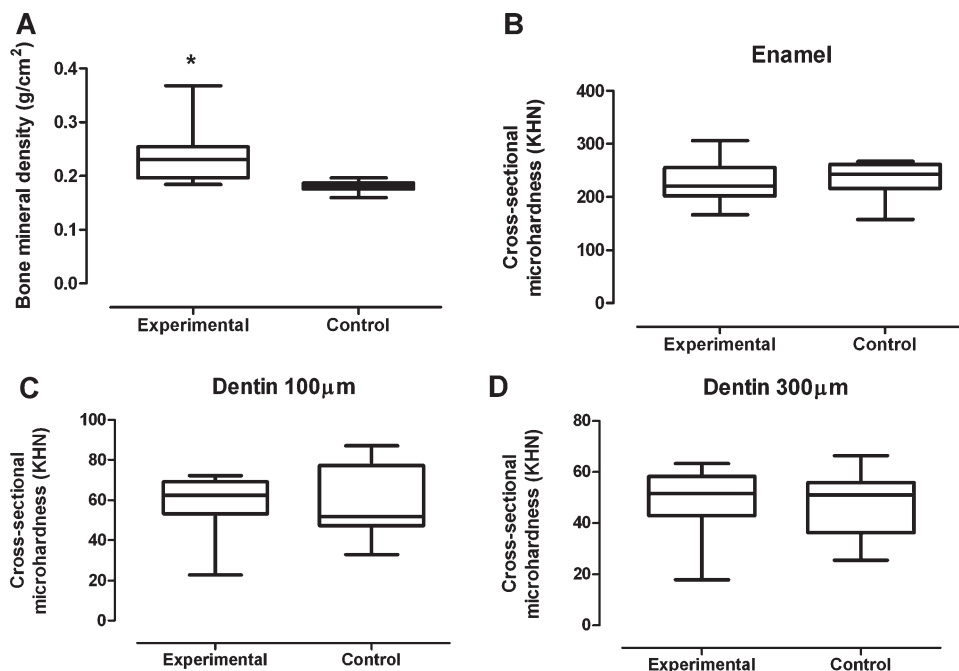 A
Bone mineral density (g/cm²)
0.4
0.3
0.2
0.1
0.0
*
Experimental
Control
B
Enamel
Cross-sectional
microhardness (KHN)
400
300
200
100
0
Experimental
Control
C
Dentin 100µm
Cross-sectional
microhardness (KHN)
100
80
60
40
20
0
Experimental
Control
D
Dentin 300µm
Cross-sectional
microhardness (KHN)
80
60
40
20
0
Experimental
Control